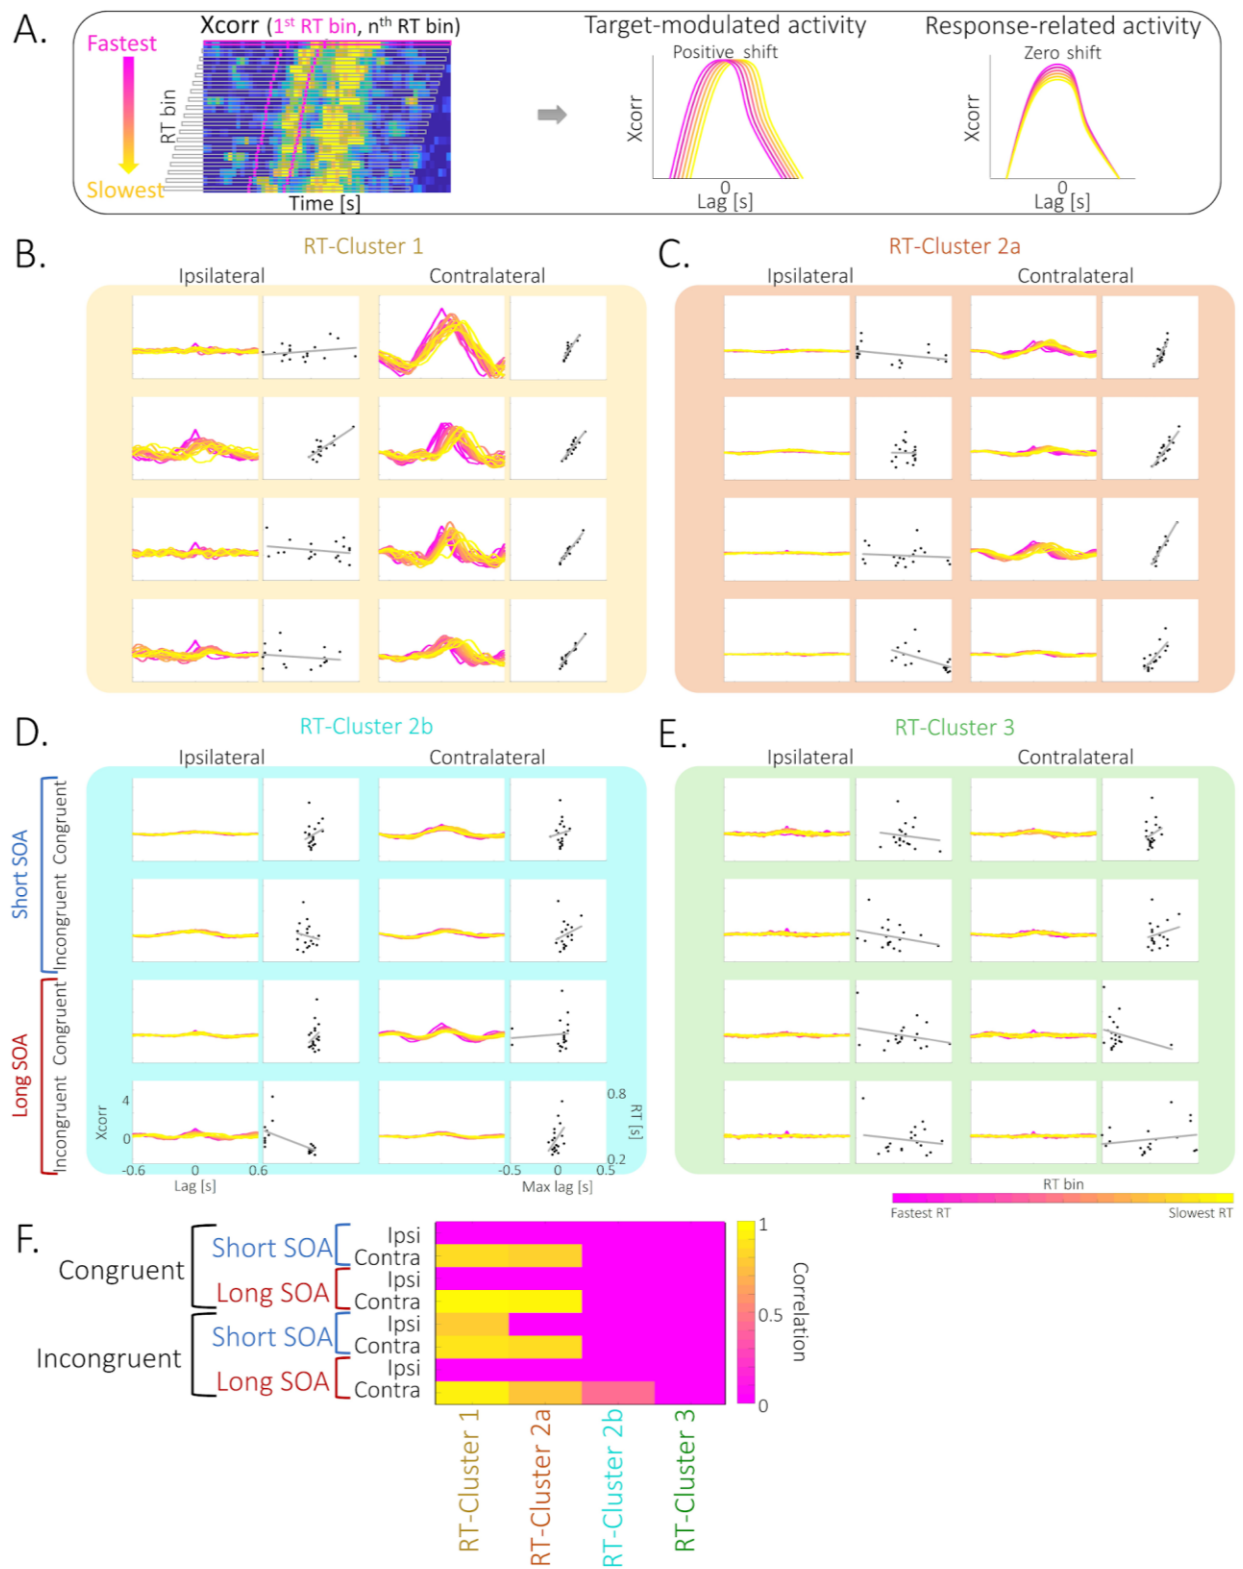 A.
Xcorr (1st RT bin, nth RT bin)
Fastest
RT bin
Slowest
Time [s]
Target-modulated activity
Positive shift
Xcorr
0
Lag [s]
Response-related activity
Zero shift
Xcorr
0
Lag [s]
B.
RT-Cluster 1
Ipsilateral
Contralateral
C.
RT-Cluster 2a
Ipsilateral
Contralateral
D.
RT-Cluster 2b
Ipsilateral
Contralateral
Short SOA
Congruent
Incongruent
Long SOA
Congruent
Incongruent
Xcorr
4
0
-0.6
0
0.6
Lag [s]
0.8
RT [s]
0.2
-0.5
0
0.5
Max lag [s]
E.
RT-Cluster 3
Ipsilateral
Contralateral
RT bin
Fastest RT
Slowest RT
F.
Congruent
Short SOA
Ipsi
Contra
Long SOA
Ipsi
Contra
Incongruent
Short SOA
Ipsi
Contra
Long SOA
Ipsi
Contra
1
0.5
0
Correlation
RT-Cluster 1
RT-Cluster 2a
RT-Cluster 2b
RT-Cluster 3